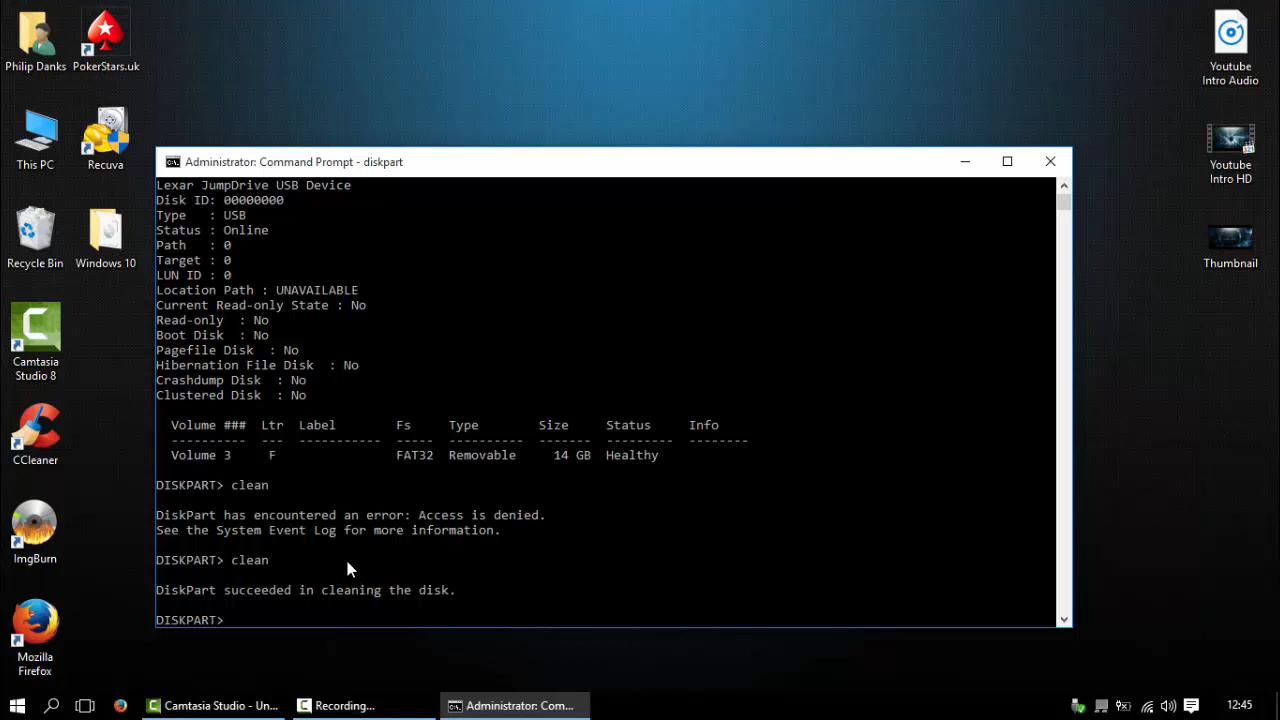 Philip Danks
PokerStars.uk
This PC
Recuva
Recycle Bin
Windows 10
Camtasia
Studio 8
CCleaner
ImgBurn
Mozilla
Firefox
Youtube
Intro Audio
Youtube
Intro HD
Thumbnail
Administrator: Command Prompt - diskpart
Lexar JumpDrive USB Device
Disk ID: 00000000
Type : USB
Status : Online
Path : 0
Target : 0
LUN ID : 0
Location Path : UNAVAILABLE
Current Read-only State : No
Read-only : No
Boot Disk : No
Pagefile Disk : No
Hibernation File Disk : No
Crashdump Disk : No
Clustered Disk : No
Volume ### Ltr Label Fs Type Size Status Info
---------- --- ----------- ----- ---------- ------- --------- --------
Volume 3 F FAT32 Removable 14 GB Healthy
DISKPART> clean
DiskPart has encountered an error: Access is denied.
See the System Event Log for more information.
DISKPART> clean
DiskPart succeeded in cleaning the disk.
DISKPART>
Camtasia Studio - Un...
Recording...
Administrator: Com...
12:45